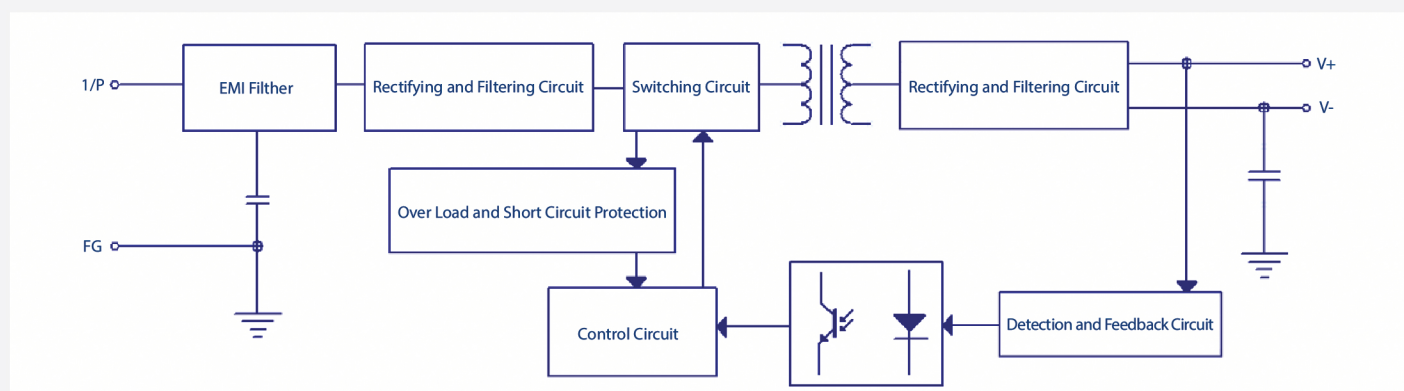 1/P
EMI Filther
Rectifying and Filtering Circuit
Switching Circuit
Rectifying and Filtering Circuit
V+
V-
Over Load and Short Circuit Protection
FG
Control Circuit
Detection and Feedback Circuit